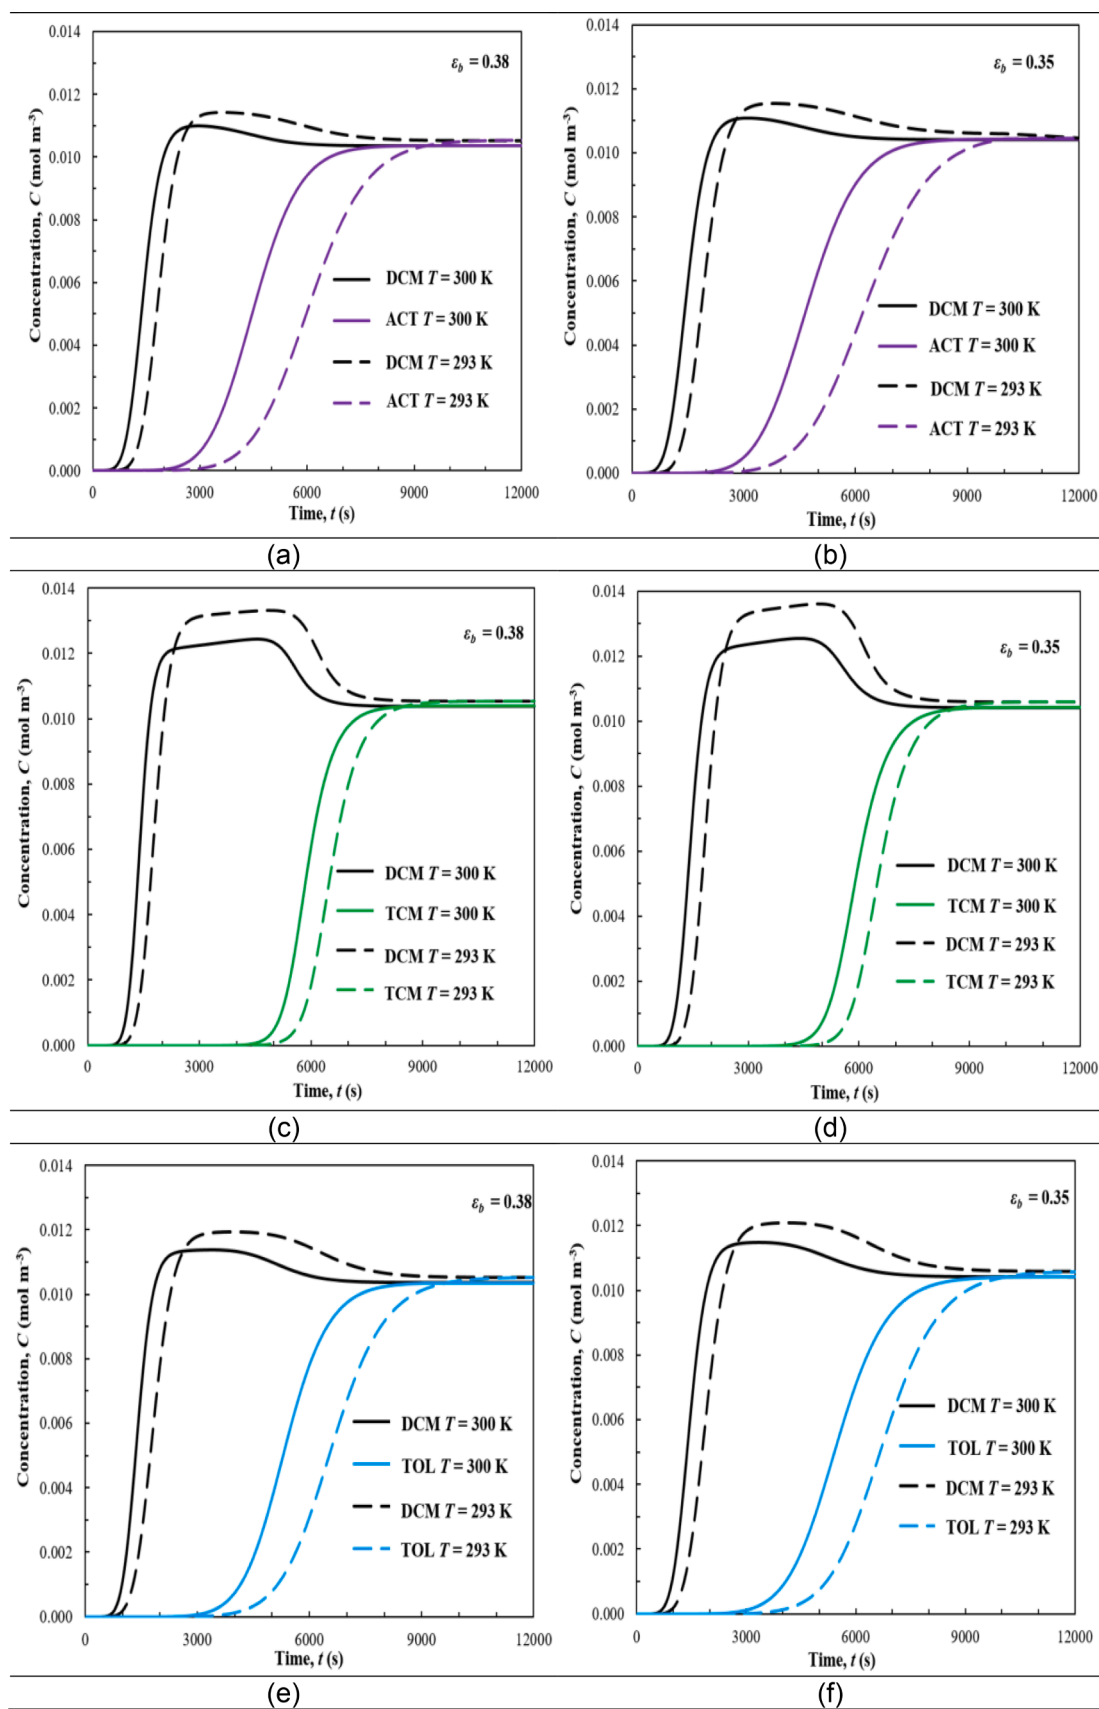 0.014
0.012
0.010
0.008
0.006
0.004
0.002
0.000
Concentration, C (mol m⁻³)
ε_b = 0.38
DCM T = 300 K
ACT T = 300 K
DCM T = 293 K
ACT T = 293 K
0 3000 6000 9000 12000
Time, t (s)
(a)
0.014
0.012
0.010
0.008
0.006
0.004
0.002
0.000
Concentration, C (mol m⁻³)
ε_b = 0.35
DCM T = 300 K
ACT T = 300 K
DCM T = 293 K
ACT T = 293 K
0 3000 6000 9000 12000
Time, t (s)
(b)
0.014
0.012
0.010
0.008
0.006
0.004
0.002
0.000
Concentration, C (mol m⁻³)
ε_b = 0.38
DCM T = 300 K
TCM T = 300 K
DCM T = 293 K
TCM T = 293 K
0 3000 6000 9000 12000
Time, t (s)
(c)
0.014
0.012
0.010
0.008
0.006
0.004
0.002
0.000
Concentration, C (mol m⁻³)
ε_b = 0.35
DCM T = 300 K
TCM T = 300 K
DCM T = 293 K
TCM T = 293 K
0 3000 6000 9000 12000
Time, t (s)
(d)
0.014
0.012
0.010
0.008
0.006
0.004
0.002
0.000
Concentration, C (mol m⁻³)
ε_b = 0.38
DCM T = 300 K
TOL T = 300 K
DCM T = 293 K
TOL T = 293 K
0 3000 6000 9000 12000
Time, t (s)
(e)
0.014
0.012
0.010
0.008
0.006
0.004
0.002
0.000
Concentration, C (mol m⁻³)
ε_b = 0.35
DCM T = 300 K
TOL T = 300 K
DCM T = 293 K
TOL T = 293 K
0 3000 6000 9000 12000
Time, t (s)
(f)